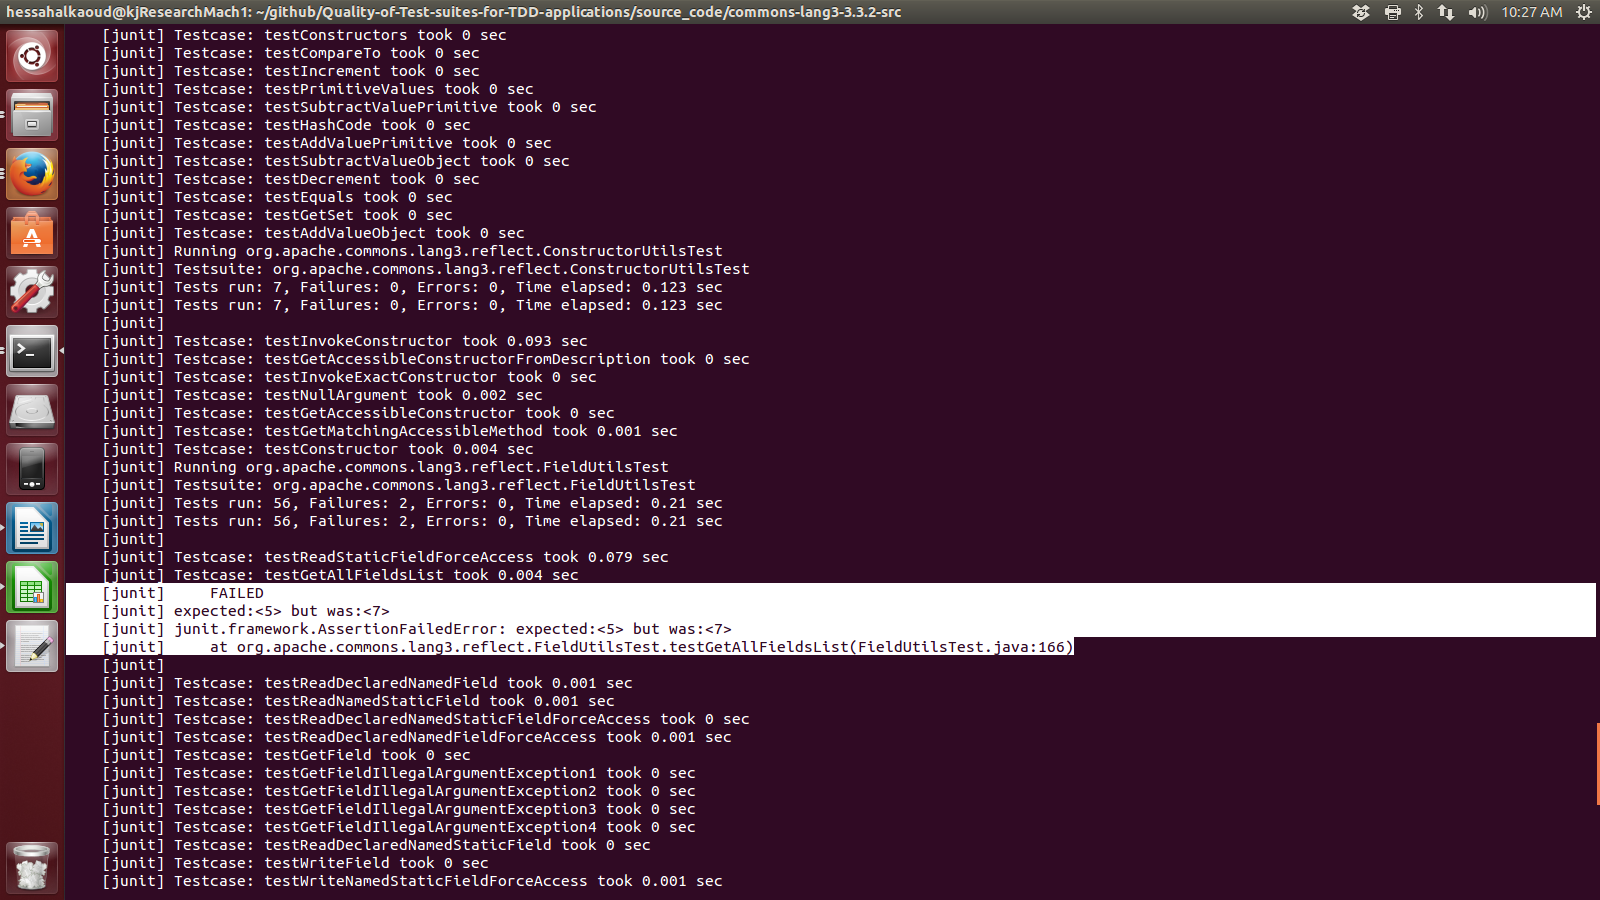 hessahalkaoud@kjResearchMach1: ~/github/Quality-of-Test-suites-for-TDD-applications/source_code/commons-lang3-3.3.2-src
10:27 AM
[junit] Testcase: testConstructors took 0 sec
[junit] Testcase: testCompareTo took 0 sec
[junit] Testcase: testIncrement took 0 sec
[junit] Testcase: testPrimitiveValues took 0 sec
[junit] Testcase: testSubtractValuePrimitive took 0 sec
[junit] Testcase: testHashCode took 0 sec
[junit] Testcase: testAddValuePrimitive took 0 sec
[junit] Testcase: testSubtractValueObject took 0 sec
[junit] Testcase: testDecrement took 0 sec
[junit] Testcase: testEquals took 0 sec
[junit] Testcase: testGetSet took 0 sec
[junit] Testcase: testAddValueObject took 0 sec
[junit] Running org.apache.commons.lang3.reflect.ConstructorUtilsTest
[junit] Testsuite: org.apache.commons.lang3.reflect.ConstructorUtilsTest
[junit] Tests run: 7, Failures: 0, Errors: 0, Time elapsed: 0.123 sec
[junit] Tests run: 7, Failures: 0, Errors: 0, Time elapsed: 0.123 sec
[junit]
[junit] Testcase: testInvokeConstructor took 0.093 sec
[junit] Testcase: testGetAccessibleConstructorFromDescription took 0 sec
[junit] Testcase: testInvokeExactConstructor took 0 sec
[junit] Testcase: testNullArgument took 0.002 sec
[junit] Testcase: testGetAccessibleConstructor took 0 sec
[junit] Testcase: testGetMatchingAccessibleMethod took 0.001 sec
[junit] Testcase: testConstructor took 0.004 sec
[junit] Running org.apache.commons.lang3.reflect.FieldUtilsTest
[junit] Testsuite: org.apache.commons.lang3.reflect.FieldUtilsTest
[junit] Tests run: 56, Failures: 2, Errors: 0, Time elapsed: 0.21 sec
[junit] Tests run: 56, Failures: 2, Errors: 0, Time elapsed: 0.21 sec
[junit]
[junit] Testcase: testReadStaticFieldForceAccess took 0.079 sec
[junit] Testcase: testGetAllFieldsList took 0.004 sec
[junit]     FAILED
[junit] expected:<5> but was:<7>
[junit] junit.framework.AssertionFailedError: expected:<5> but was:<7>
[junit]     at org.apache.commons.lang3.reflect.FieldUtilsTest.testGetAllFieldsList(FieldUtilsTest.java:166)
[junit]
[junit] Testcase: testReadDeclaredNamedField took 0.001 sec
[junit] Testcase: testReadNamedStaticField took 0.001 sec
[junit] Testcase: testReadDeclaredNamedStaticFieldForceAccess took 0 sec
[junit] Testcase: testReadDeclaredNamedFieldForceAccess took 0.001 sec
[junit] Testcase: testGetField took 0 sec
[junit] Testcase: testGetFieldIllegalArgumentException1 took 0 sec
[junit] Testcase: testGetFieldIllegalArgumentException2 took 0 sec
[junit] Testcase: testGetFieldIllegalArgumentException3 took 0 sec
[junit] Testcase: testGetFieldIllegalArgumentException4 took 0 sec
[junit] Testcase: testReadDeclaredNamedStaticField took 0 sec
[junit] Testcase: testWriteField took 0 sec
[junit] Testcase: testWriteNamedStaticFieldForceAccess took 0.001 sec